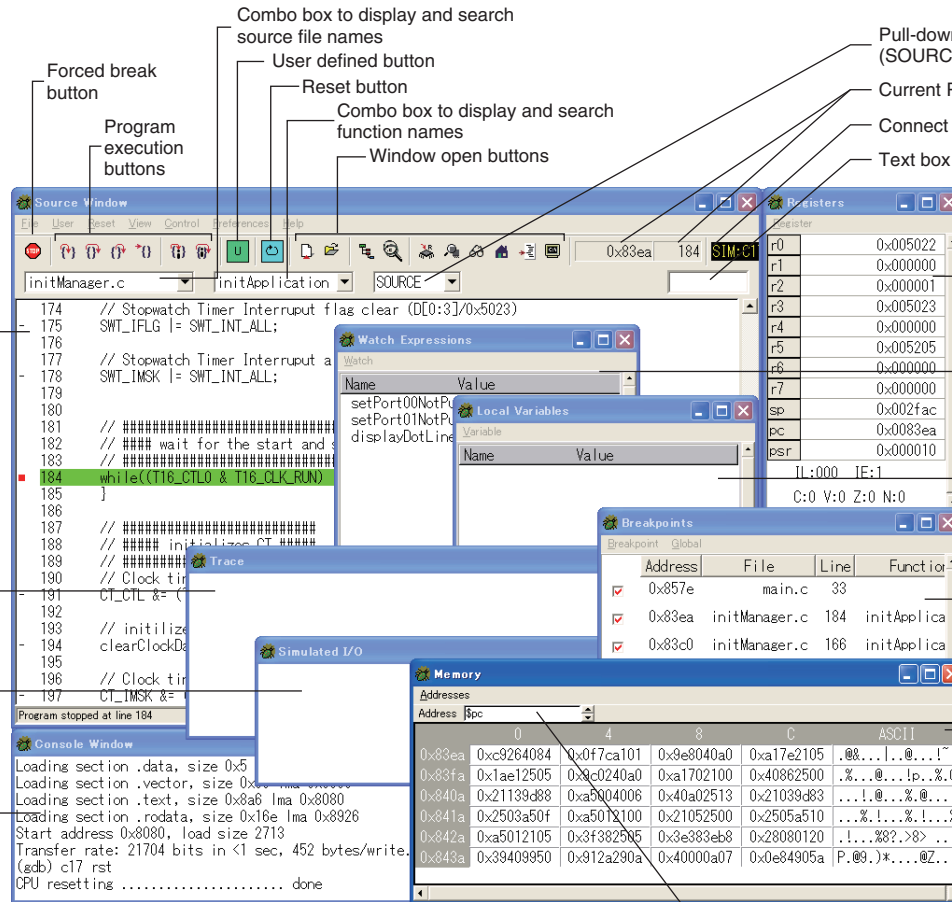 Combo box to display and search
source file names
User defined button
Reset button
Combo box to display and search
function names
Window open buttons
Forced break
button
Program
execution
buttons
Pull-down
(SOURC
Current P
Connect
Text box
Source Window
File User Reset View Control Preferences Help
STOP U 0x83ea 184 SIM:C1
initManager.c initApplication SOURCE
174 // Stopwatch Timer Interruput flag clear (D[0:3]/0x5023)
- 175 SWT_IFLG |= SWT_INT_ALL;
176
177 // Stopwatch Timer Interruput a
- 178 SWT_IMSK |= SWT_INT_ALL;
179
180
181 // #############################
182 // #### wait for the start and s
183 // #############################
184 while((T16_CTL0 & T16_CLK_RUN)
185 }
186
187 // ##########################
188 // ##### initializes CT #####
189 // ########
190 // Clock tir
- 191 CT_CTL &= (
192
193 // initilize
- 194 clearClockDa
195
196 // Clock tir
- 197 CT_IMSK &=
Program stopped at line 184
Watch Expressions
Watch
Name Value
setPort00NotPu
setPort01NotPu
displayDotLine
Local Variables
Variable
Name Value
Registers
Register
r0 0x005022
r1 0x000000
r2 0x000001
r3 0x005023
r4 0x000000
r5 0x005205
r6 0x000000
r7 0x000000
sp 0x002fac
pc 0x0083ea
psr 0x000010
IL:000 IE:1
C:0 V:0 Z:0 N:0
Breakpoints
Breakpoint Global
Address File Line Function
0x857e main.c 33
0x83ea initManager.c 184 initApplica
0x83c0 initManager.c 166 initApplica
Trace
Simulated I/O
Memory
Addresses
Address $pc
0 4 8 C ASCII
0x83ea 0xc9264084 0x0f7ca101 0x9e8040a0 0xa17e2105 .@&...|..@...!~
0x83fa 0x1ae12505 0x9c0240a0 0xa1702100 0x40862500 .%...@...!p..%.@
0x840a 0x21139d88 0xa5004006 0x40a02513 0x21039d83 ...!.@...%.@...
0x841a 0x2503a50f 0xa5012100 0x21052500 0x2505a510 ...%.!...%.!...%
0x842a 0xa5012105 0x3f382505 0x3e383eb8 0x28080120 .!...%8?.>8> ..
0x843a 0x39409950 0x912a290a 0x40000a07 0x0e84905a P.@9.)*....@Z..
Console Window
Loading section .data, size 0x5
Loading section .vector, size
Loading section .text, size 0x8a6 lma 0x8080
Loading section .rodata, size 0x16e lma 0x8926
Start address 0x8080, load size 2713
Transfer rate: 21704 bits in <1 sec, 452 bytes/write.
(gdb) c17 rst
CPU resetting ...................... done